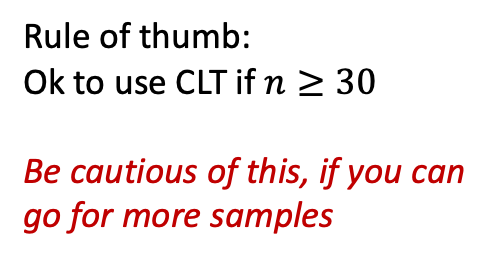 Rule of thumb:
Ok to use CLT if n ≥ 30
Be cautious of this, if you can
go for more samples